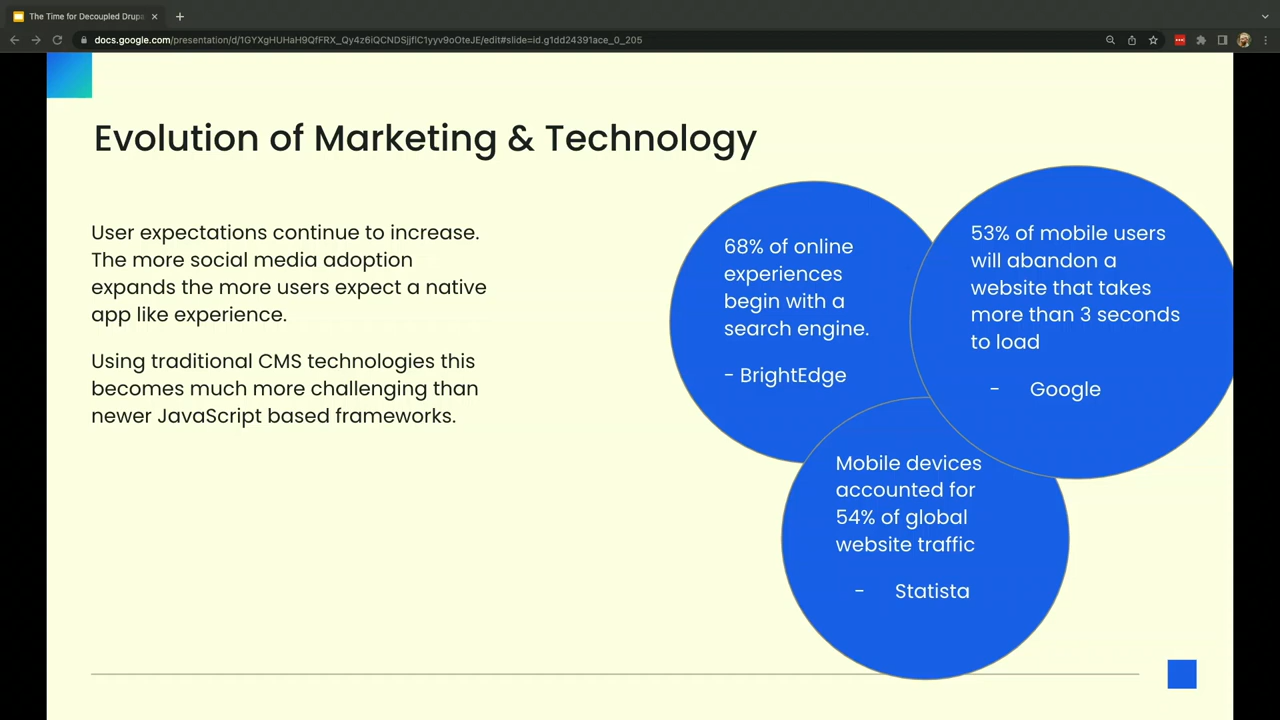 The Time for Decoupled Drupa
docs.google.com/presentation/d/1GYXgHUHaH9QfFRX_Qy4z6iQCNDSjjflC1yyv9oOteJE/edit#slide=id.g1dd24391ace_0_205
Evolution of Marketing & Technology
User expectations continue to increase.
The more social media adoption
expands the more users expect a native
app like experience.
Using traditional CMS technologies this
becomes much more challenging than
newer JavaScript based frameworks.
68% of online
experiences
begin with a
search engine.
- BrightEdge
53% of mobile users
will abandon a
website that takes
more than 3 seconds
to load
- Google
Mobile devices
accounted for
54% of global
website traffic
- Statista